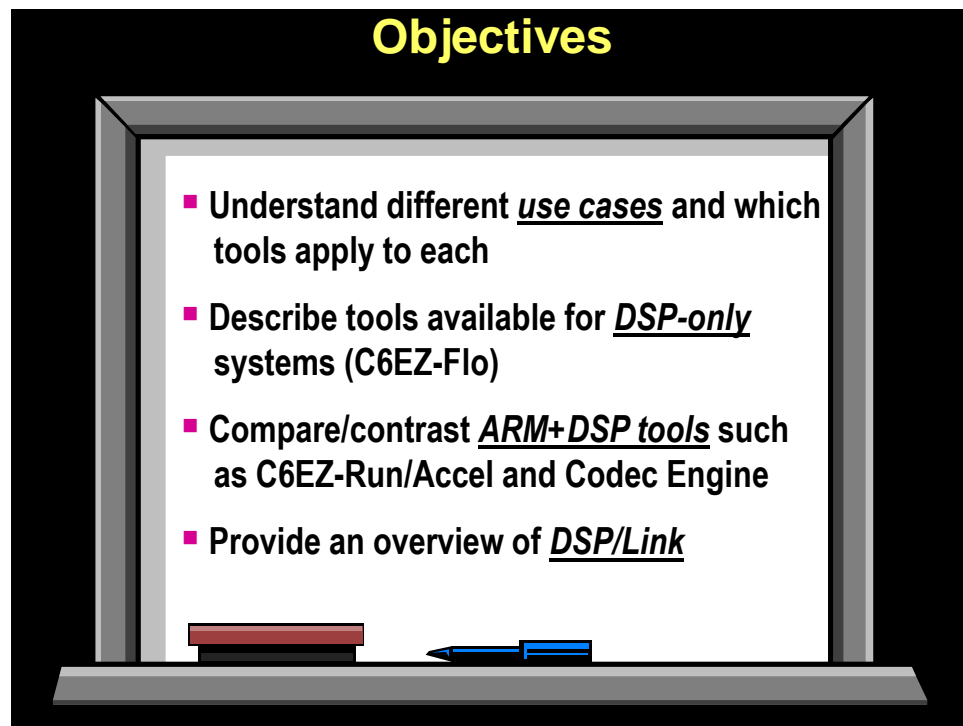 Objectives
▪ Understand different use cases and which
tools apply to each
▪ Describe tools available for DSP-only
systems (C6EZ-Flo)
▪ Compare/contrast ARM+DSP tools such
as C6EZ-Run/Accel and Codec Engine
▪ Provide an overview of DSP/Link